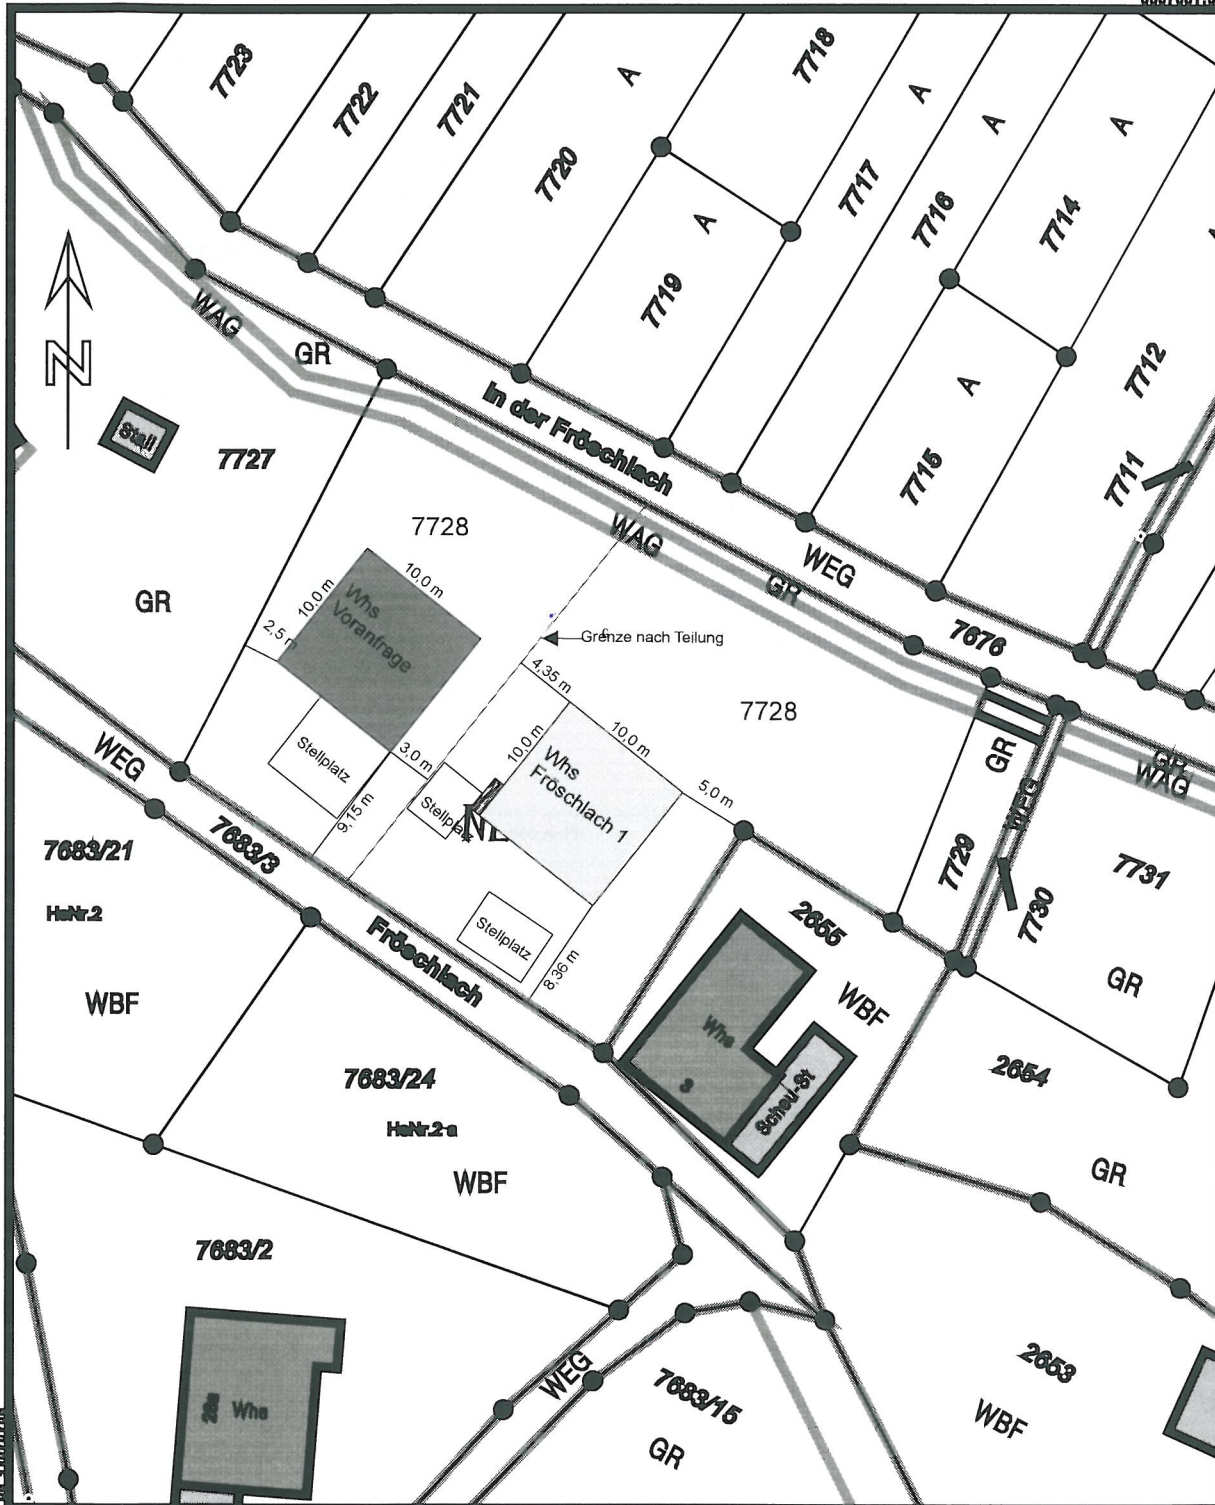 7723
7722
7721
A
7720
7718
A
7717
A
7716
A
A
7714
7719
WAG
GR
N
In der Fröschlach
A
7712
7715
7711
Stall
7727
7728
WAG
WEG
GR
7676
GR
10,0 m
10,0 m
2,5 m
Whs
Voranfrage
Grenze nach Teilung
4,35 m
7728
10,0 m
10,0 m
Whs
Fröschlach 1
5,0 m
Stellplatz
3,0 m
9,15 m
Stellplatz
GR
WEG
GR
WAG
WEG
7683/3
7683/21
HsNr.2
7729
7731
7730
2655
Stellplatz
8,36 m
Fröschlach
WBF
WBF
GR
Whs
3
Scheu-St
2654
7683/24
HsNr.2-a
WBF
GR
7683/2
Whs
WEG
7683/15
GR
2653
WBF